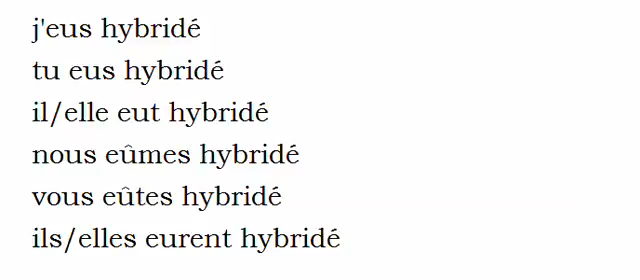 j'eus hybridé
tu eus hybridé
il/elle eut hybridé
nous eûmes hybridé
vous eûtes hybridé
ils/elles eurent hybridé